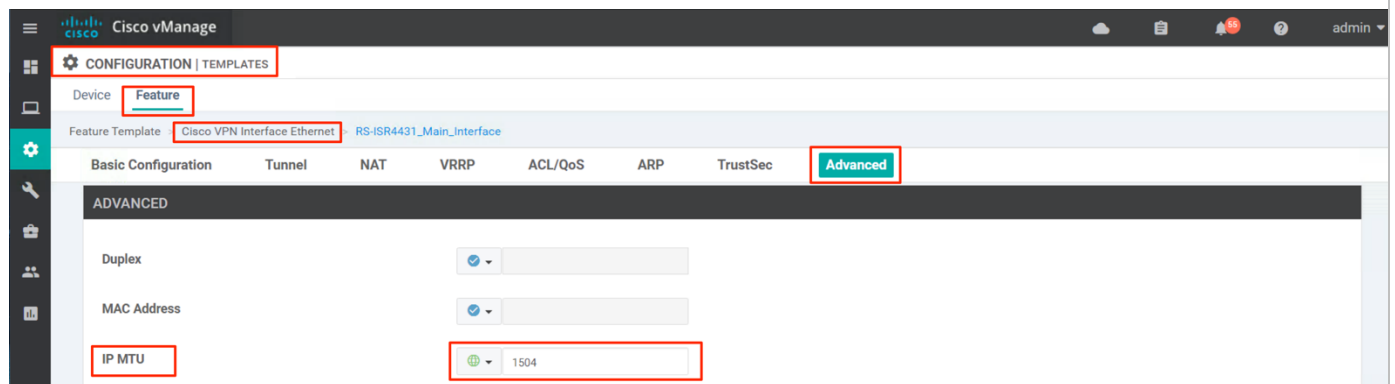 cisco Cisco vManage 55 admin
CONFIGURATION | TEMPLATES
Device Feature
Feature Template > Cisco VPN Interface Ethernet > RS-ISR4431_Main_Interface
Basic Configuration Tunnel NAT VRRP ACL/QoS ARP TrustSec Advanced
ADVANCED
Duplex
MAC Address
IP MTU 1504